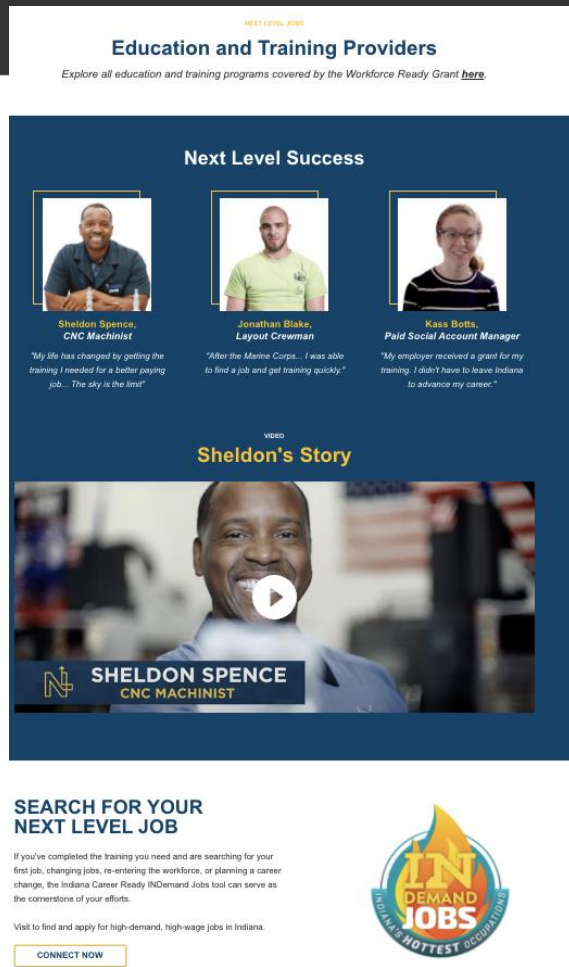 NEXT LEVEL JOBS
Education and Training Providers
Explore all education and training programs covered by the Workforce Ready Grant here.
Next Level Success
Sheldon Spence,
CNC Machinist
"My life has changed by getting the
training I needed for a better paying
job... The sky is the limit"
Jonathan Blake,
Layout Crewman
"After the Marine Corps... I was able
to find a job and get training quickly."
Kass Botts,
Paid Social Account Manager
"My employer received a grant for my
training. I didn't have to leave Indiana
to advance my career."
VIDEO
Sheldon's Story
SHELDON SPENCE
CNC MACHINIST
SEARCH FOR YOUR
NEXT LEVEL JOB
If you've completed the training you need and are searching for your
first job, changing jobs, re-entering the workforce, or planning a career
change, the Indiana Career Ready INDemand Jobs tool can serve as
the cornerstone of your efforts.
Visit to find and apply for high-demand, high-wage jobs in Indiana.
CONNECT NOW
IN
DEMAND
JOBS
INDIANA'S HOTTEST OCCUPATIONS